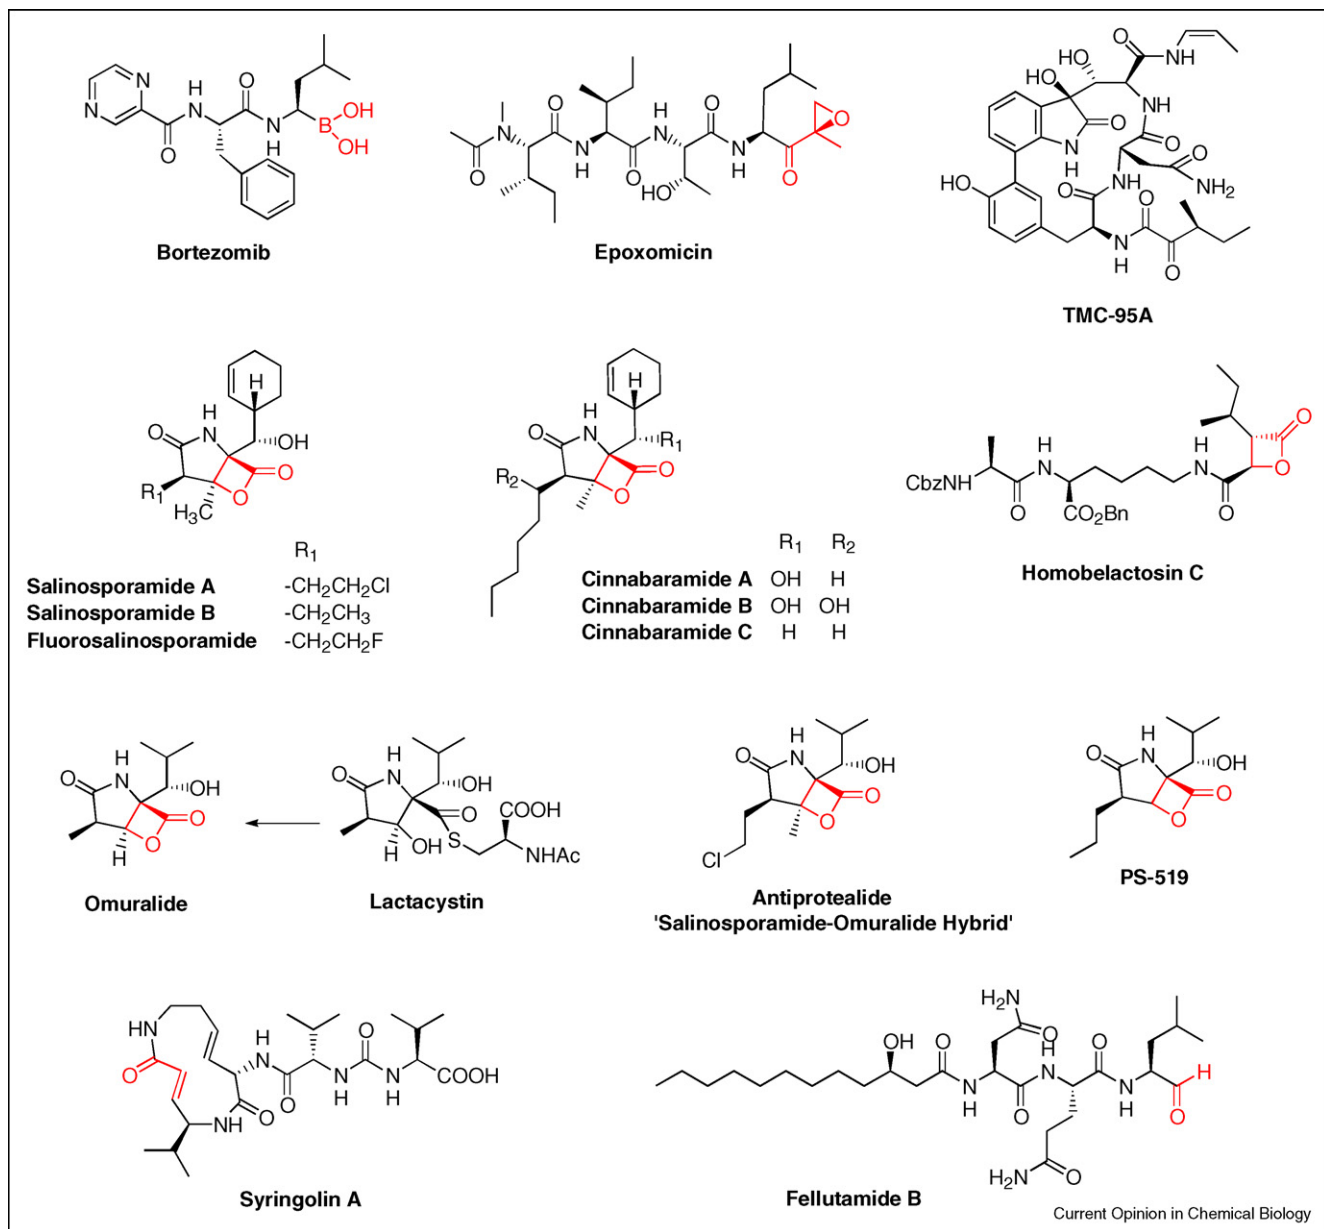 Bortezomib
Epoxomicin
TMC-95A
R1
Salinosporamide A -CH2CH2Cl
Salinosporamide B -CH2CH3
Fluorosalinosporamide -CH2CH2F
R1 R2
Cinnabaramide A OH H
Cinnabaramide B OH OH
Cinnabaramide C H H
Homobelactosin C
Omuralide
Lactacystin
Antiprotealide
'Salinosporamide-Omuralide Hybrid'
PS-519
Syringolin A
Fellutamide B
Current Opinion in Chemical Biology